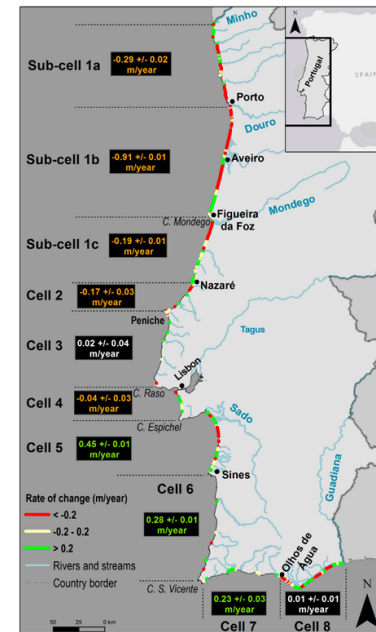 Minho
N
SPAIN
Portugal
Sub-cell 1a
-0.29 +/- 0.02
m/year
Porto
Douro
Sub-cell 1b
-0.91 +/- 0.01
m/year
Aveiro
Mondego
C. Mondego
Figueira
da Foz
Sub-cell 1c
-0.19 +/- 0.01
m/year
Cell 2
-0.17 +/- 0.03
m/year
Nazaré
Peniche
Cell 3
0.02 +/- 0.04
m/year
Tagus
Lisbon
C. Raso
Cell 4
-0.04 +/- 0.03
m/year
C. Espichel
Sado
Cell 5
0.45 +/- 0.01
m/year
Guadiana
Sines
Cell 6
0.28 +/- 0.01
m/year
Rate of change (m/year)
< -0.2
-0.2 - 0.2
> 0.2
Rivers and streams
Country border
Olhos de
Água
C. S. Vicente
0.23 +/- 0.03
m/year
Cell 7
0.01 +/- 0.01
m/year
Cell 8
50 25 0 50 km
N